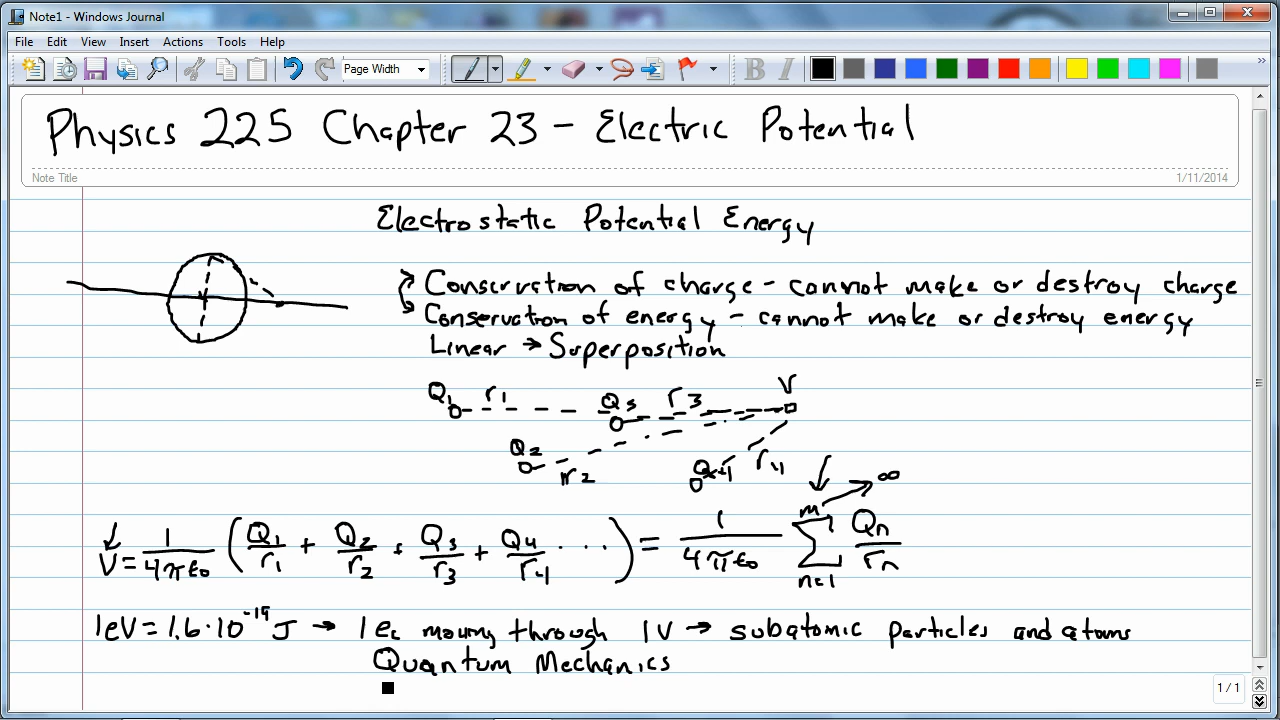 Note1 - Windows Journal
File Edit View Insert Actions Tools Help
Page Width
B I U
Physics 225 Chapter 23 - Electric Potential
Note Title
1/11/2014
Electrostatic Potential Energy
Conservation of charge - cannot make or destroy charge
Conservation of energy - cannot make or destroy energy
Linear → Superposition
Q₁ r₁ Q₃ r₃ V
Q₂ r₂ Q₄ r₄
V = 1/4πε₀ (Q₁/r₁ + Q₂/r₂ + Q₃/r₃ + Q₄/r₄ ...) = 1/4πε₀ Σ n=1 m → ∞ Qn/rn
1eV = 1.6·10⁻¹⁹ J → 1 ec moving through 1V → subatomic particles and atoms
Quantum Mechanics
1 / 1